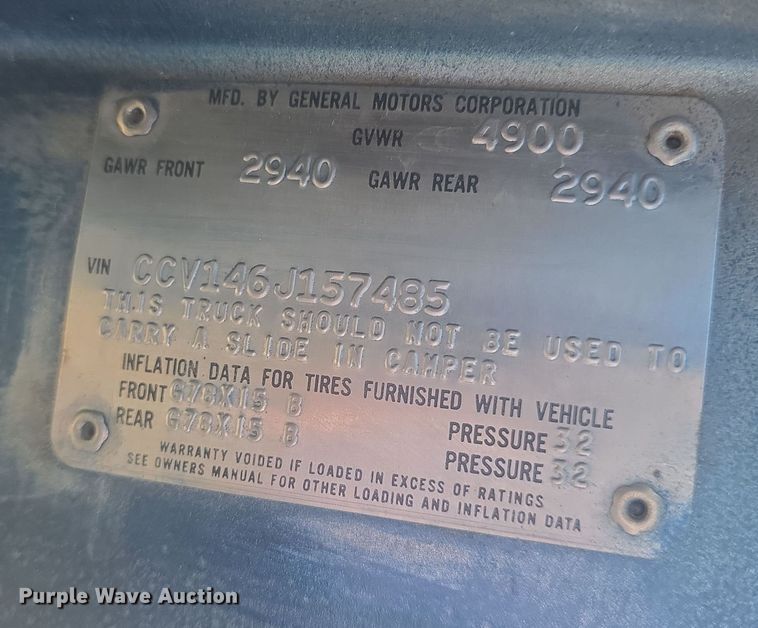 MFD. BY GENERAL MOTORS CORPORATION
GVWR 4900
GAWR FRONT 2940 GAWR REAR 2940
VIN CCV146J157485
THIS TRUCK SHOULD NOT BE USED TO
CARRY A SLIDE IN CAMPER
INFLATION DATA FOR TIRES FURNISHED WITH VEHICLE
FRONT G78X15 B PRESSURE 32
REAR G78X15 B PRESSURE 32
WARRANTY VOIDED IF LOADED IN EXCESS OF RATINGS
SEE OWNERS MANUAL FOR OTHER LOADING AND INFLATION DATA
Purple Wave Auction